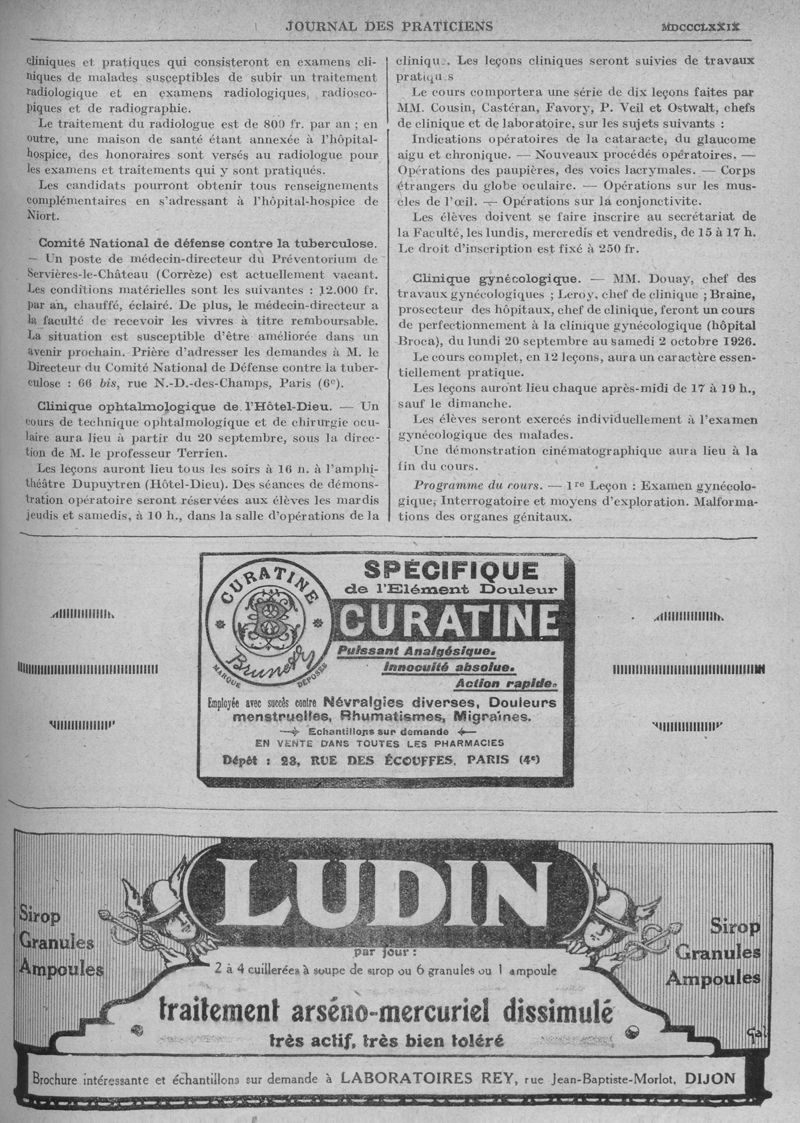 JOURNAL DES PRATICIENS
MDCCCLXXIX
cliniques et pratiques qui consisteront en examens cli-
niques de malades susceptibles de subir un traitement
radiologique et en examens radiologiques, radiosco-
piques et de radiographie.
Le traitement du radiologue est de 800 fr. par an ; en
outre, une maison de santé étant annexée à l'hôpital-
hospice, des honoraires sont versés au radiologue pour
les examens et traitements qui y sont pratiqués.
Les candidats pourront obtenir tous renseignements
complémentaires en s'adressant à l'hôpital-hospice de
Niort.
Comité National de défense contre la tuberculose.
— Un poste de médecin-directeur du Préventorium de
Servières-le-Château (Corrèze) est actuellement vacant.
Les conditions matérielles sont les suivantes : 12.000 fr.
par an, chauffé, éclairé. De plus, le médecin-directeur a
la faculté de recevoir les vivres à titre remboursable.
La situation est susceptible d'être améliorée dans un
avenir prochain. Prière d'adresser les demandes à M. le
Directeur du Comité National de Défense contre la tuber-
culose : 66 bis, rue N.-D.-des-Champs, Paris (6e).
Clinique ophtalmologique de l'Hôtel-Dieu. — Un
cours de technique ophtalmologique et de chirurgie ocu-
laire aura lieu à partir du 20 septembre, sous la direc-
tion de M. le professeur Terrien.
Les leçons auront lieu tous les soirs à 16 h. à l'amphi-
théâtre Dupuytren (Hôtel-Dieu). Des séances de démons-
tration opératoire seront réservées aux élèves les mardis
jeudis et samedis, à 10 h., dans la salle d'opérations de la
cliniqu_. Les leçons cliniques seront suivies de travaux
pratiqu_s
Le cours comportera une série de dix leçons faites par
MM. Cousin, Castéran, Favory, P. Veil et Ostwalt, chefs
de clinique et de laboratoire, sur les sujets suivants :
Indications opératoires de la cataracte, du glaucome
aigu et chronique. — Nouveaux procédés opératoires. —
Opérations des paupières, des voies lacrymales. — Corps
étrangers du globe oculaire. — Opérations sur les mus-
cles de l'œil. — Opérations sur la conjonctivite.
Les élèves doivent se faire inscrire au secrétariat de
la Faculté, les lundis, mercredis et vendredis, de 15 à 17 h.
Le droit d'inscription est fixé à 250 fr.
Clinique gynécologique. — MM. Douay, chef des
travaux gynécologiques ; Leroy, chef de clinique ; Braine,
prosecteur des hôpitaux, chef de clinique, feront un cours
de perfectionnement à la clinique gynécologique (hôpital
Broca), du lundi 20 septembre au samedi 2 octobre 1926.
Le cours complet, en 12 leçons, aura un caractère essen-
tiellement pratique.
Les leçons auront lieu chaque après-midi de 17 à 19 h.,
sauf le dimanche.
Les élèves seront exercés individuellement à l'examen
gynécologique des malades.
Une démonstration cinématographique aura lieu à la
fin du cours.
Programme du cours. — 1re Leçon : Examen gynécolo-
gique, Interrogatoire et moyens d'exploration. Malforma-
tions des organes génitaux.
CURATINE
B
Brunot
MARQUE DÉPOSÉE
SPÉCIFIQUE
de l'Elément Douleur
CURATINE
Puissant Analgésique.
Innocuité absolue.
Action rapide.
Employée avec succès contre Névralgies diverses, Douleurs
menstruelles, Rhumatismes, Migraines.
Echantillons sur demande
EN VENTE DANS TOUTES LES PHARMACIES
Dépôt : 23, RUE DES ÉCOUFFES, PARIS (4e)
LUDIN
Sirop
Granules
Ampoules
Sirop
Granules
Ampoules
par jour :
2 à 4 cuillerées à soupe de sirop ou 6 granules ou 1 ampoule
traitement arséno-mercuriel dissimulé
très actif, très bien toléré
Gal
Brochure intéressante et échantillons sur demande à LABORATOIRES REY, rue Jean-Baptiste-Morlot, DIJON